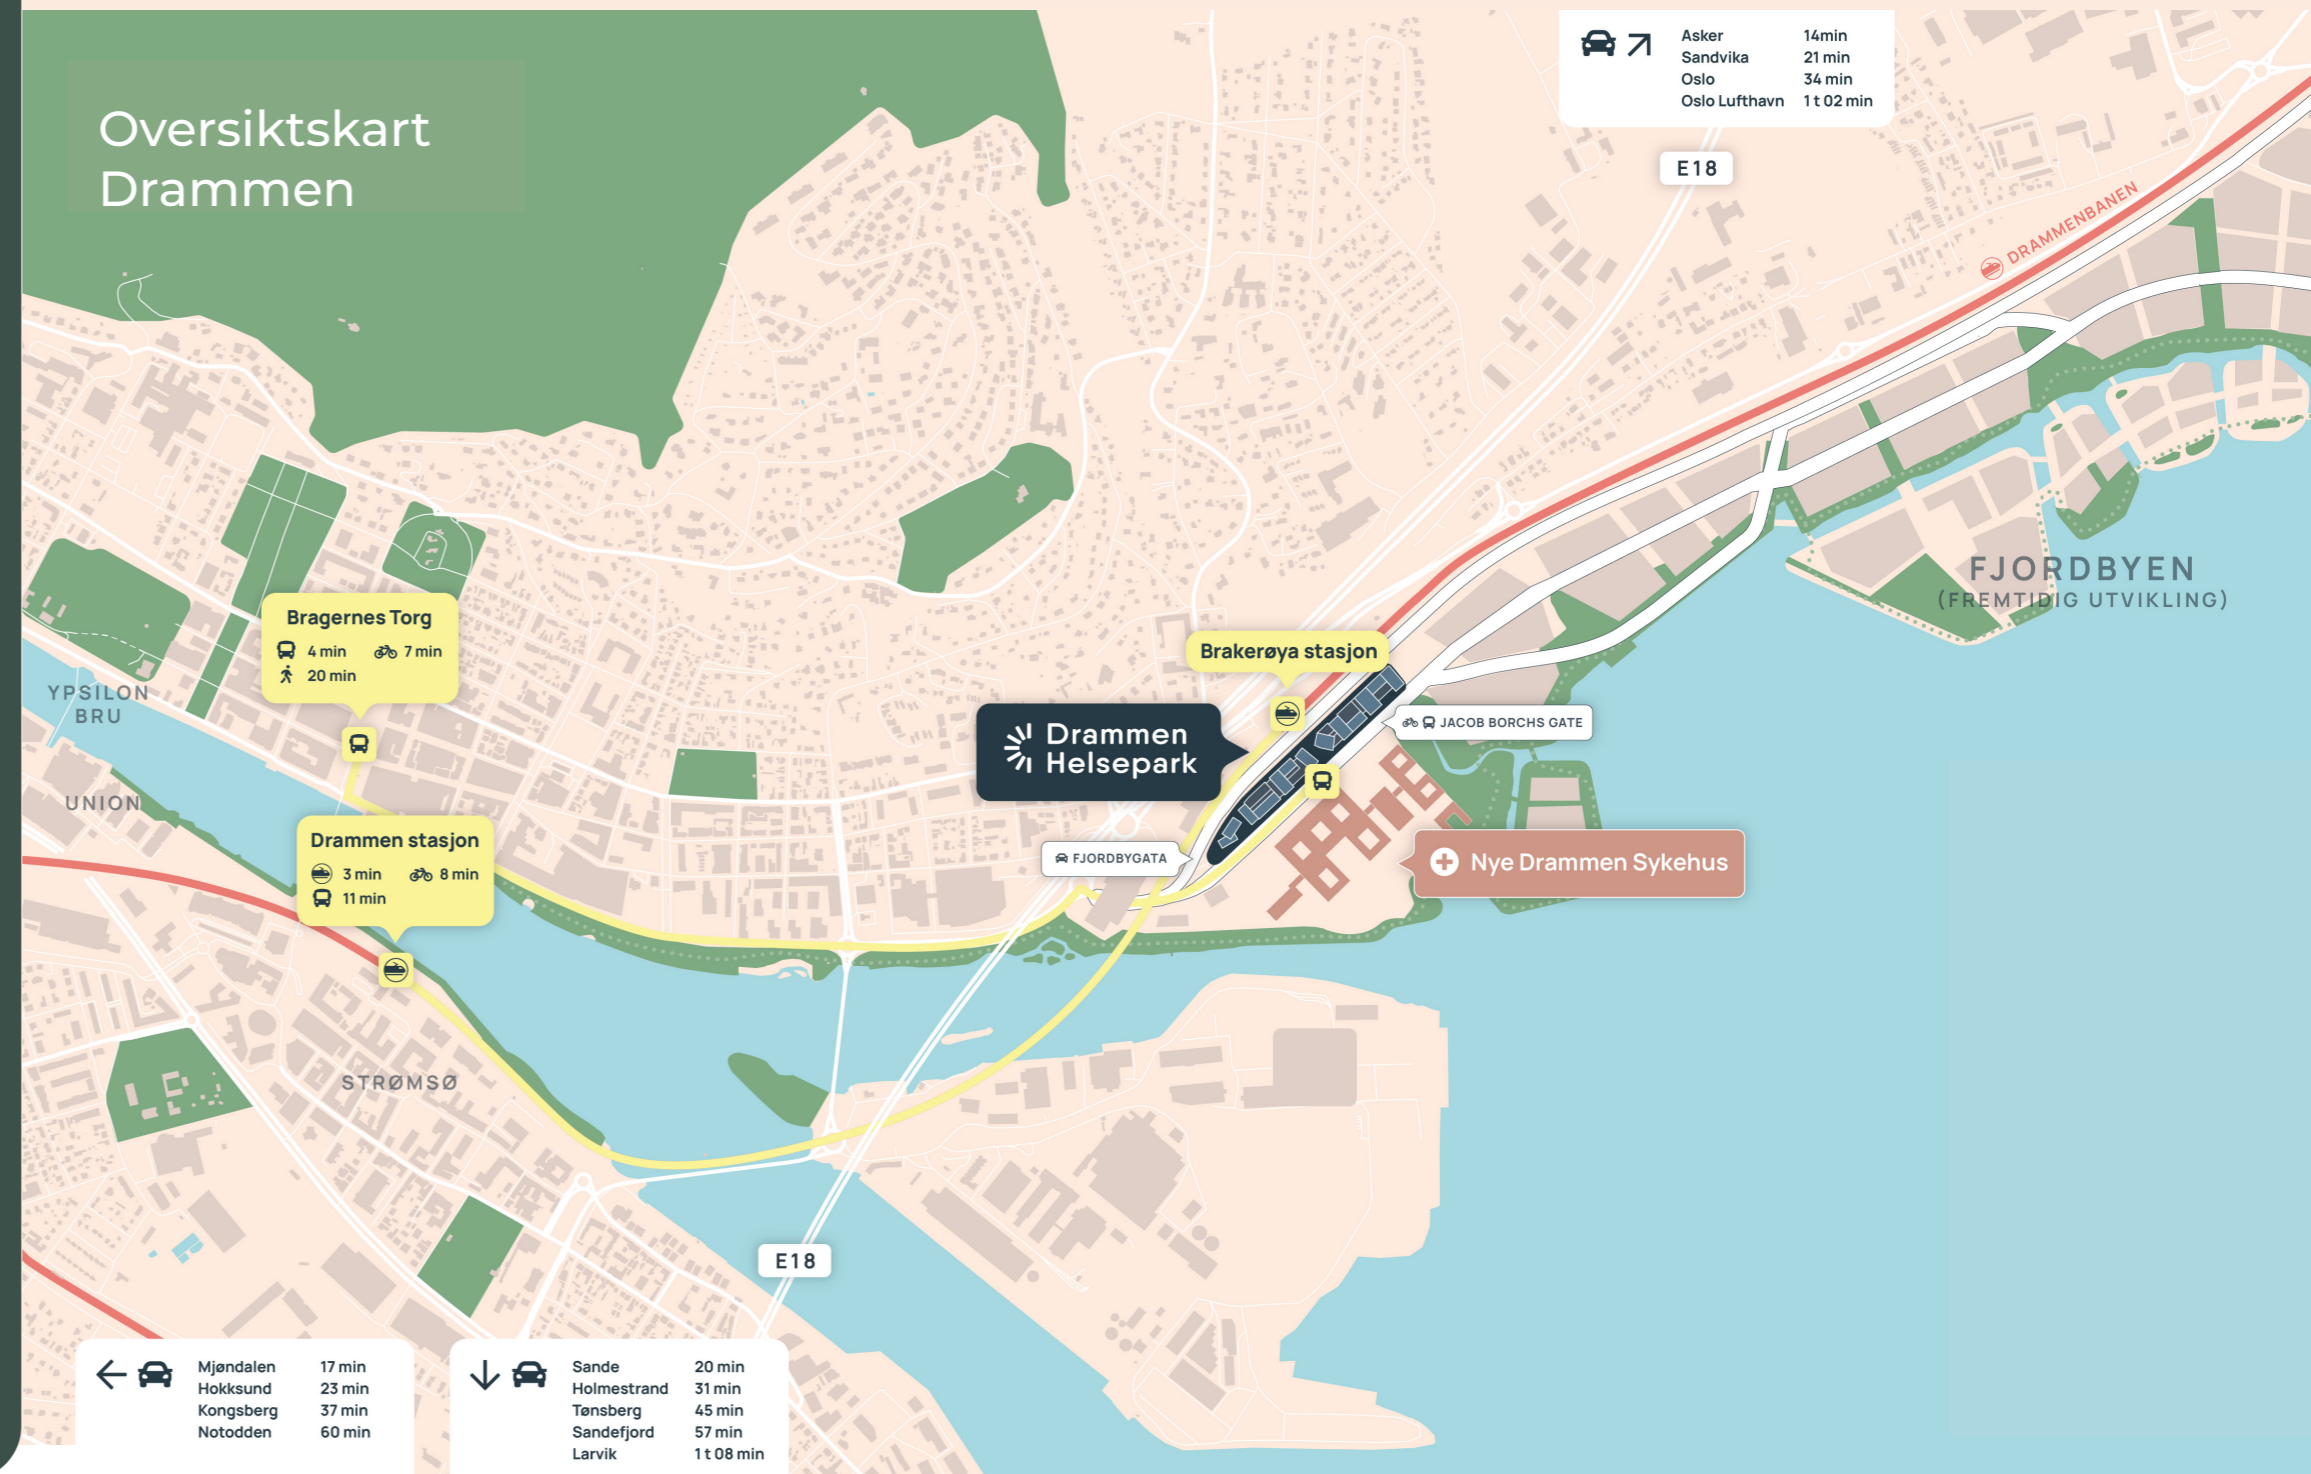 Oversiktskart
Drammen
Asker 14min
Sandvika 21 min
Oslo 34 min
Oslo Lufthavn 1 t 02 min
E18
DRAMMENBANEN
FJORDBYEN
(FREMTIDIG UTVIKLING)
Bragernes Torg
4 min 7 min
20 min
Brakerøya stasjon
YPSILON
BRU
Drammen
Helsepark
JACOB BORCHS GATE
UNION
Drammen stasjon
3 min 8 min
11 min
FJORDBYGATA
Nye Drammen Sykehus
STRØMSØ
E18
Mjøndalen 17 min
Hokksund 23 min
Kongsberg 37 min
Notodden 60 min
Sande 20 min
Holmestrand 31 min
Tønsberg 45 min
Sandefjord 57 min
Larvik 1 t 08 min